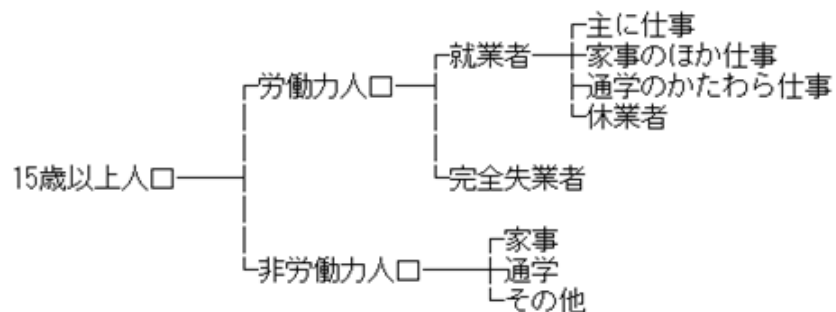 主に仕事
就業者
家事のほか仕事
労働力人口
通学のかたわら仕事
休業者
15歳以上人口
完全失業者
家事
非労働力人口
通学
その他